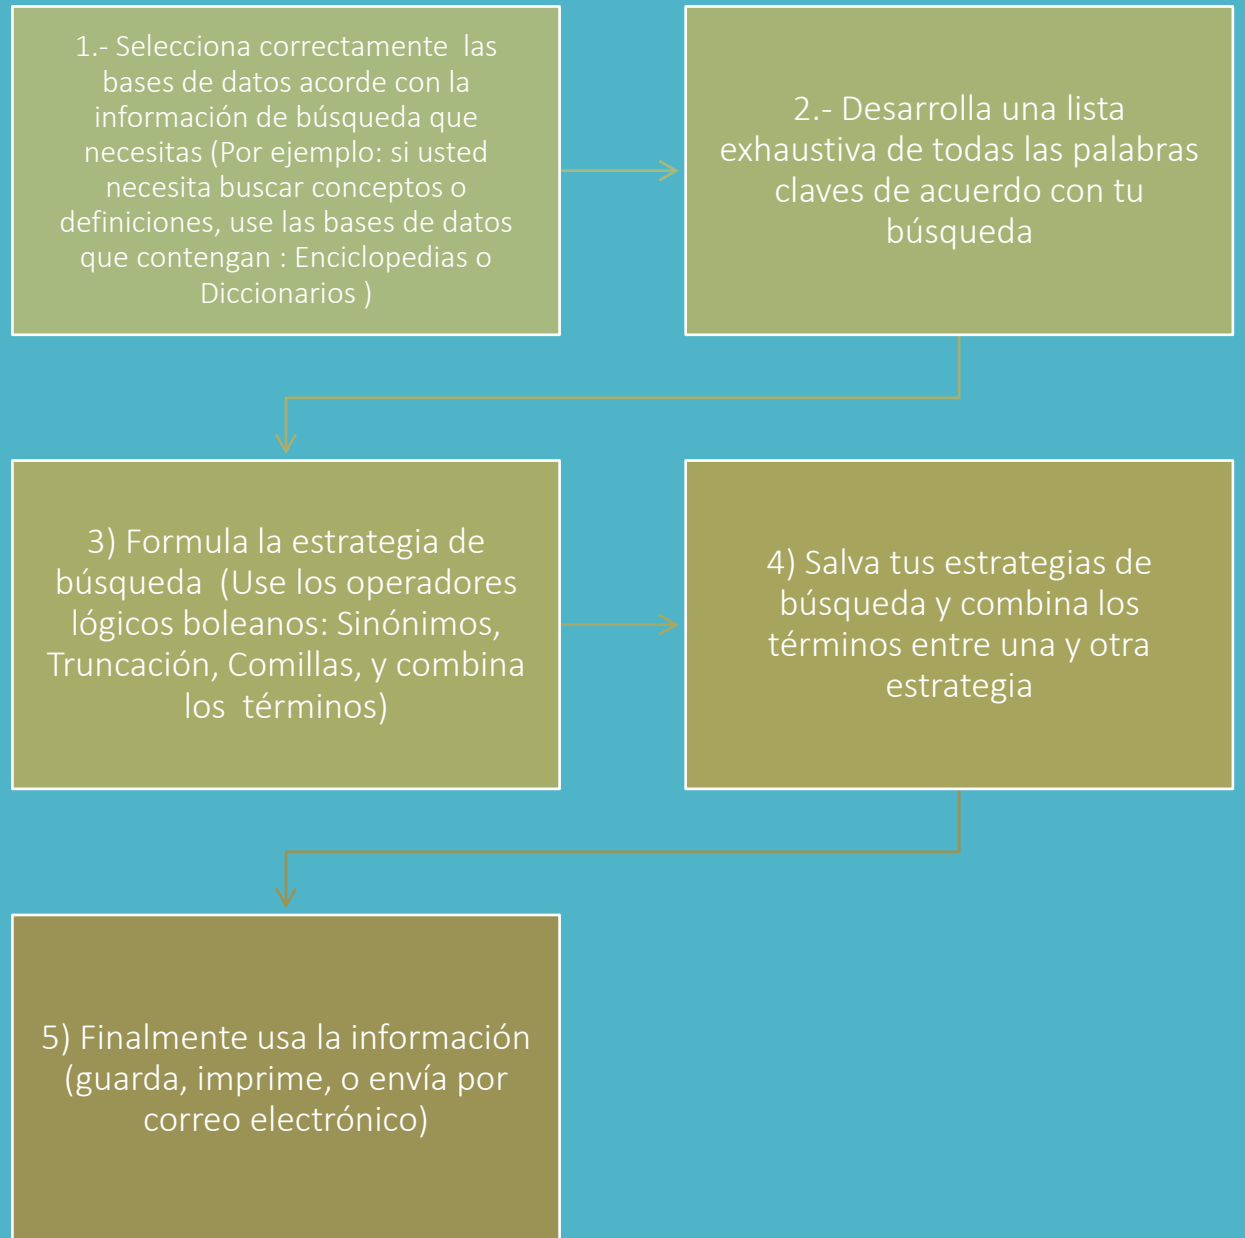 1.- Selecciona correctamente  las
bases de datos acorde con la
información de búsqueda que
necesitas (Por ejemplo: si usted
necesita buscar conceptos o
definiciones, use las bases de datos
que contengan : Enciclopedias o
Diccionarios )
2.- Desarrolla una lista
exhaustiva de todas las palabras
claves de acuerdo con tu
búsqueda
3) Formula la estrategia de
búsqueda  (Use los operadores
lógicos boleanos: Sinónimos,
Truncación, Comillas, y combina
los  términos)
4) Salva tus estrategias de
búsqueda y combina los
términos entre una y otra
estrategia
5) Finalmente usa la información
(guarda, imprime, o envía por
correo electrónico)